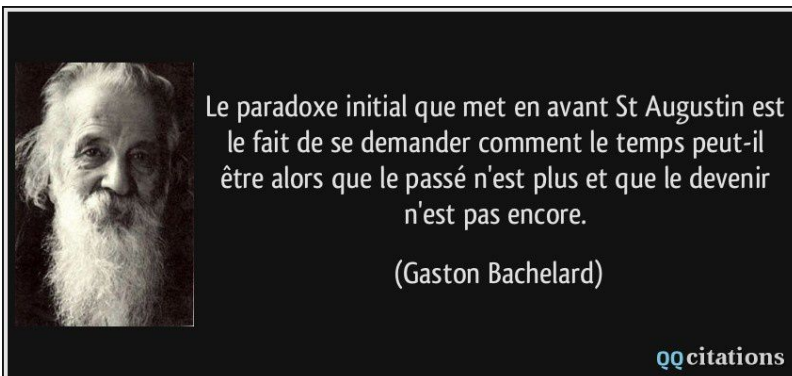 Le paradoxe initial que met en avant St Augustin est
le fait de se demander comment le temps peut-il
être alors que le passé n'est plus et que le devenir
n'est pas encore.
(Gaston Bachelard)
QQcitations